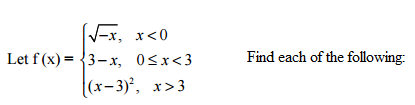 √-x, x<0
Let f(x) = { 3-x, 0≤x<3 Find each of the following:
(x-3)², x>3